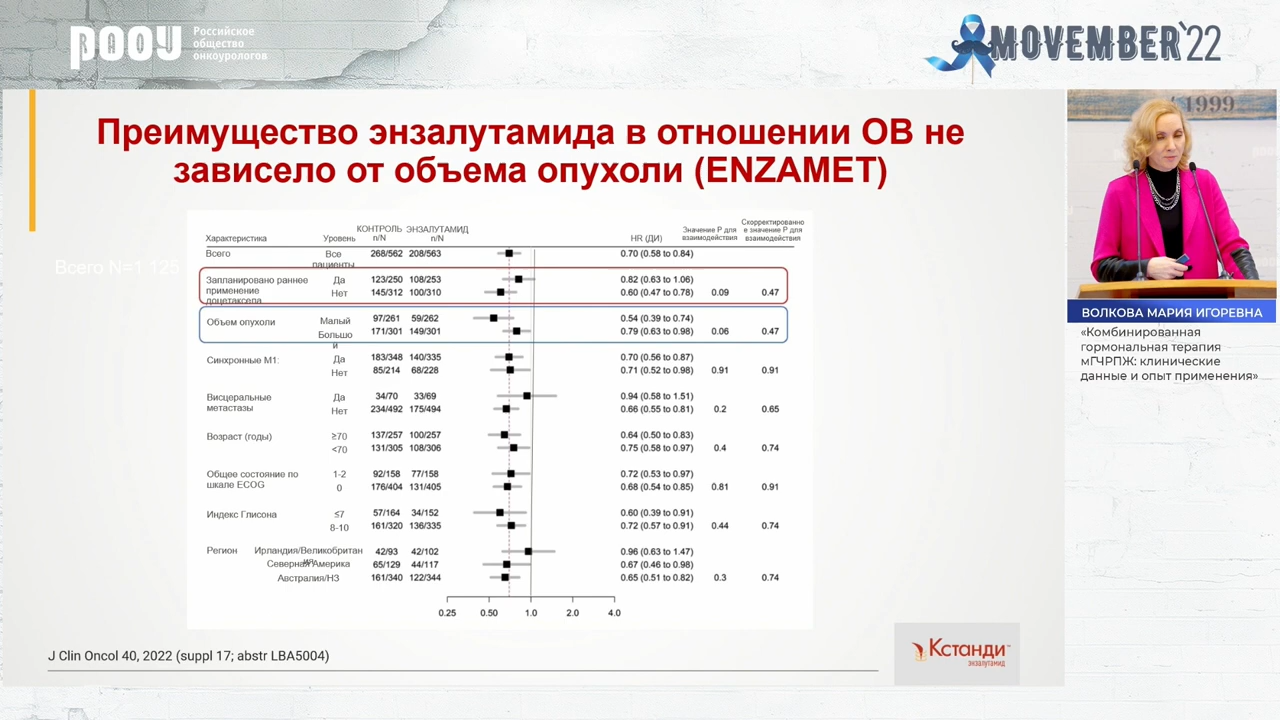 РООУ
Российское
общество
онкоурологов
MOVEMBER'22
1999
Преимущество энзалутамида в отношении ОВ не
зависело от объема опухоли (ENZAMET)
Всего N=1 125
Характеристика Уровень КОНТРОЛЬ n/N ЭНЗАЛУТАМИД n/N HR (ДИ) Значение P для взаимодействия Скорректированно е значение P для взаимодействия
Всего Все пациенты 268/562 208/563 0.70 (0.58 to 0.84)
Запланировано раннее применение доцетаксела
Да 123/250 108/253 0.82 (0.63 to 1.06)
Нет 145/312 100/310 0.60 (0.47 to 0.78) 0.09 0.47
Объем опухоли
Малый 97/261 59/262 0.54 (0.39 to 0.74)
Большой 171/301 149/301 0.79 (0.63 to 0.98) 0.06 0.47
Синхронные М1:
Да 183/348 140/335 0.70 (0.56 to 0.87)
Нет 85/214 68/228 0.71 (0.52 to 0.98) 0.91 0.91
Висцеральные метастазы
Да 34/70 33/69 0.94 (0.58 to 1.51)
Нет 234/492 175/494 0.66 (0.55 to 0.81) 0.2 0.65
Возраст (годы)
≥70 137/257 100/257 0.64 (0.50 to 0.83)
<70 131/305 108/306 0.75 (0.58 to 0.97) 0.4 0.74
Общее состояние по шкале ECOG
1-2 92/158 77/158 0.72 (0.53 to 0.97)
0 176/404 131/405 0.68 (0.54 to 0.85) 0.81 0.91
Индекс Глисона
≤7 57/164 34/152 0.60 (0.39 to 0.91)
8-10 161/320 136/335 0.72 (0.57 to 0.91) 0.44 0.74
Регион
Ирландия/Великобритания 42/93 42/102 0.96 (0.63 to 1.47)
Северная Америка 65/129 44/117 0.67 (0.46 to 0.98)
Австралия/НЗ 161/340 122/344 0.65 (0.51 to 0.82) 0.3 0.74
0.25 0.50 1.0 2.0 4.0
J Clin Oncol 40, 2022 (suppl 17; abstr LBA5004)
Кстанди™
энзалутамид
ВОЛКОВА МАРИЯ ИГОРЕВНА
«Комбинированная
гормональная терапия
мГЧРПЖ: клинические
данные и опыт применения»